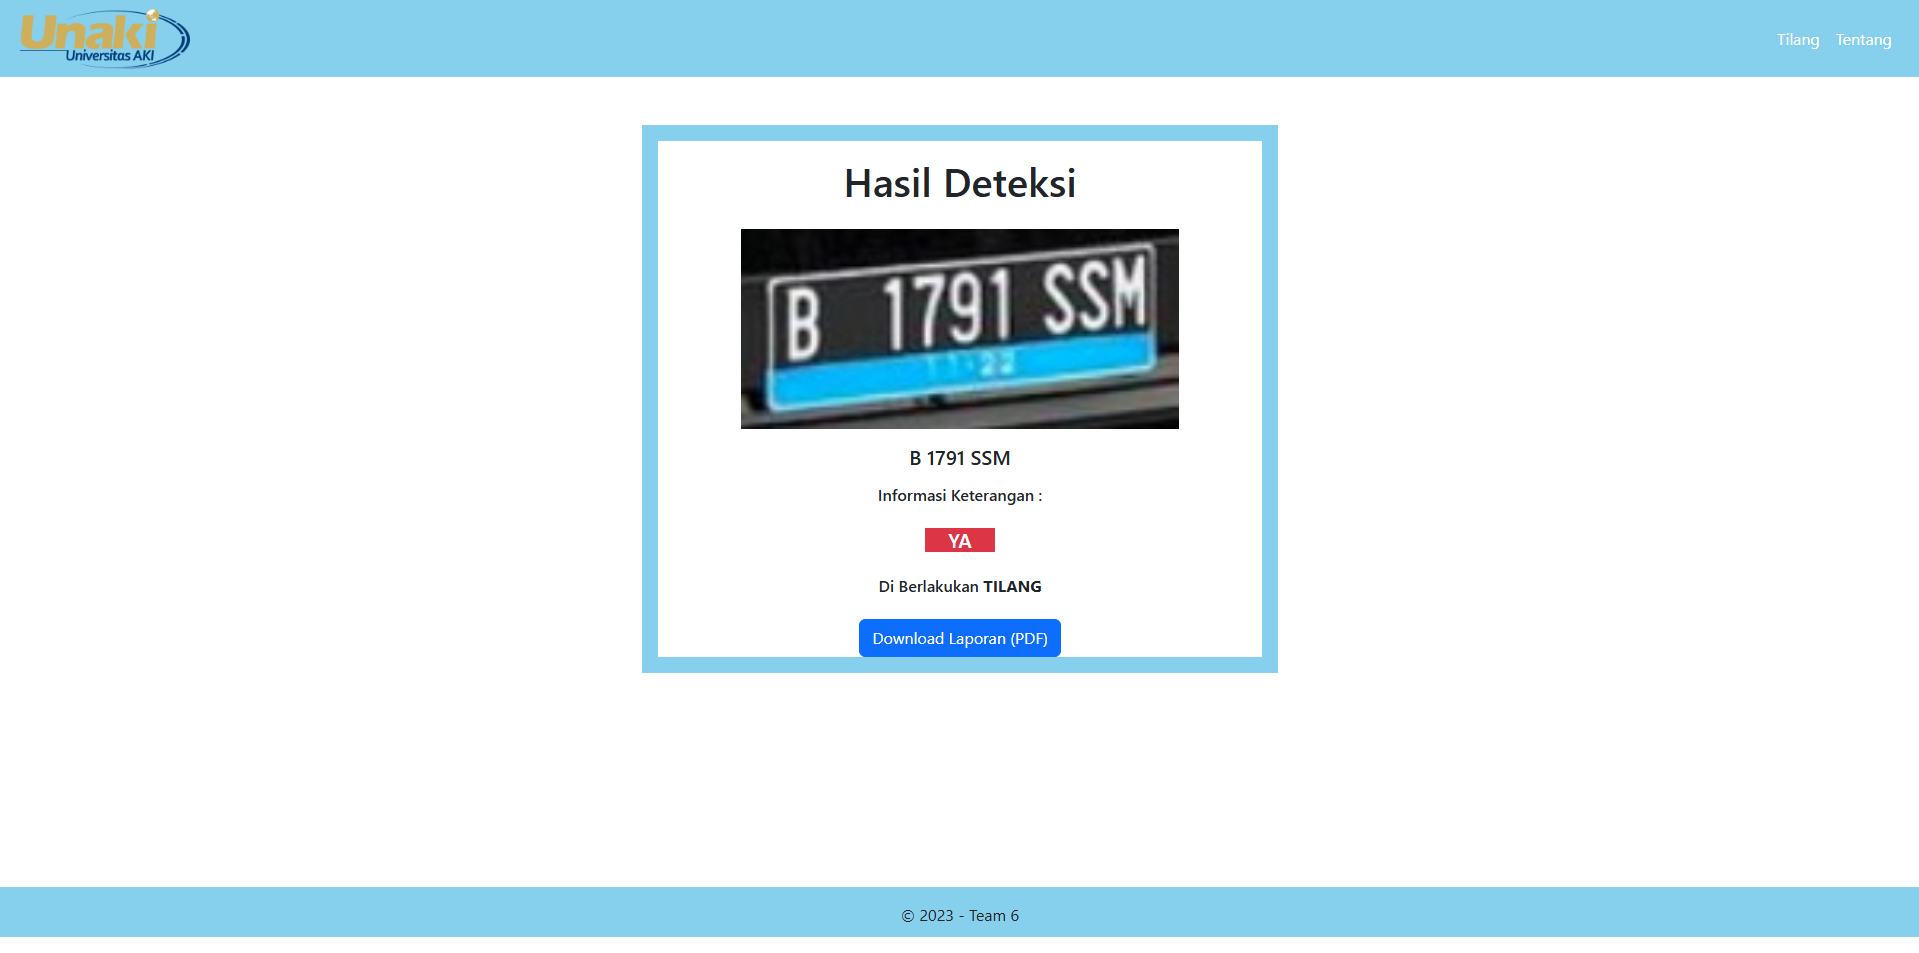 Unaki
Universitas AKI
Tilang Tentang
Hasil Deteksi
B 1791 SSM
11·22
B 1791 SSM
Informasi Keterangan :
YA
Di Berlakukan TILANG
Download Laporan (PDF)
© 2023 - Team 6